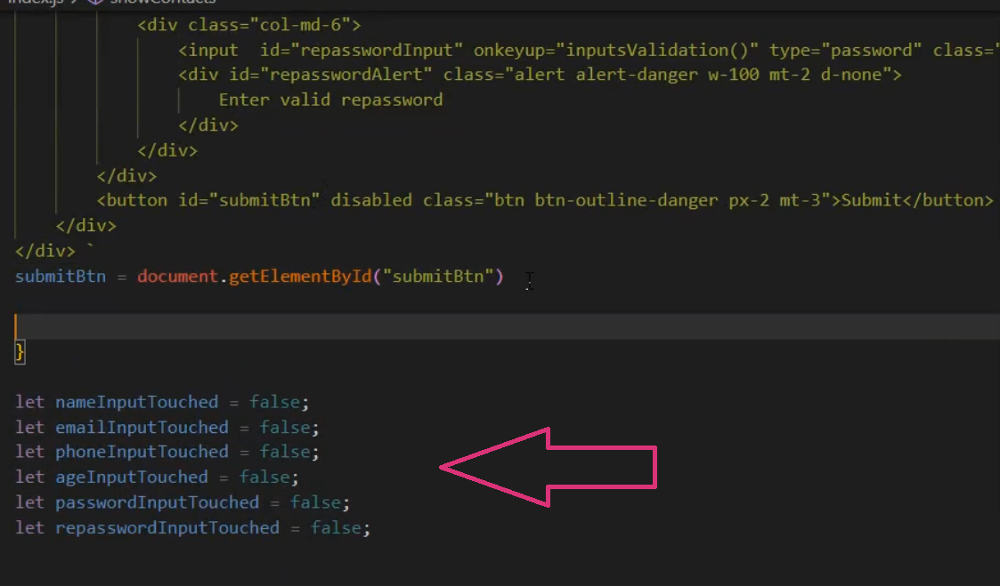 index.js > showContacts
<div class="col-md-6">
<input  id="repasswordInput" onkeyup="inputsValidation()" type="password" class="
<div id="repasswordAlert" class="alert alert-danger w-100 mt-2 d-none">
Enter valid repassword
</div>
</div>
</div>
<button id="submitBtn" disabled class="btn btn-outline-danger px-2 mt-3">Submit</button>
</div>
</div> `
submitBtn = document.getElementById("submitBtn")
}
let nameInputTouched = false;
let emailInputTouched = false;
let phoneInputTouched = false;
let ageInputTouched = false;
let passwordInputTouched = false;
let repasswordInputTouched = false;